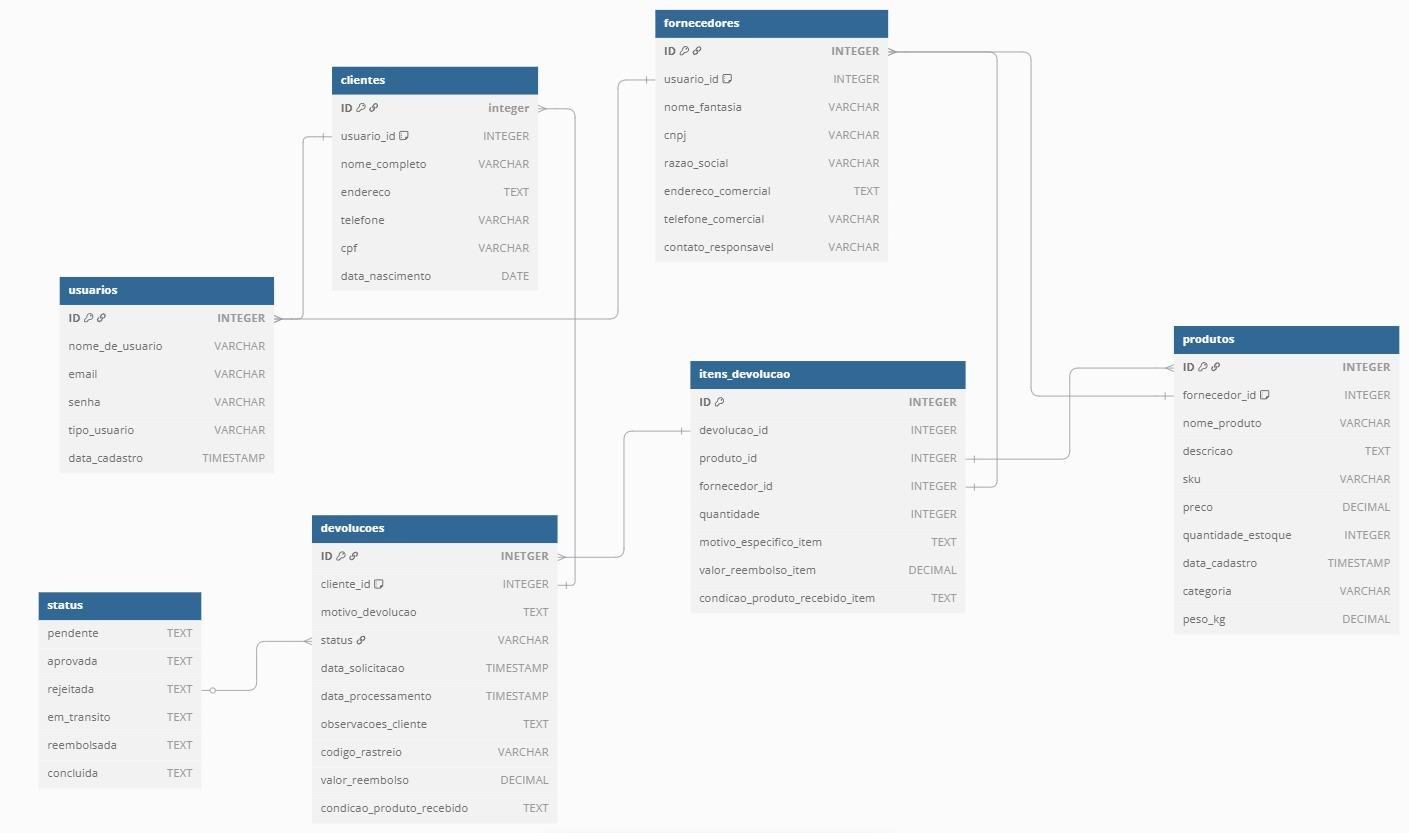 fornecedores
ID INTEGER
usuario_id INTEGER
nome_fantasia VARCHAR
cnpj VARCHAR
razao_social VARCHAR
endereco_comercial TEXT
telefone_comercial VARCHAR
contato_responsavel VARCHAR
clientes
ID integer
usuario_id INTEGER
nome_completo VARCHAR
endereco TEXT
telefone VARCHAR
cpf VARCHAR
data_nascimento DATE
usuarios
ID INTEGER
nome_de_usuario VARCHAR
email VARCHAR
senha VARCHAR
tipo_usuario VARCHAR
data_cadastro TIMESTAMP
produtos
ID INTEGER
fornecedor_id INTEGER
nome_produto VARCHAR
descricao TEXT
sku VARCHAR
preco DECIMAL
quantidade_estoque INTEGER
data_cadastro TIMESTAMP
categoria VARCHAR
peso_kg DECIMAL
itens_devolucao
ID INTEGER
devolucao_id INTEGER
produto_id INTEGER
fornecedor_id INTEGER
quantidade INTEGER
motivo_especifico_item TEXT
valor_reembolso_item DECIMAL
condicao_produto_recebido_item TEXT
devolucoes
ID INETGER
cliente_id INTEGER
motivo_devolucao TEXT
status VARCHAR
data_solicitacao TIMESTAMP
data_processamento TIMESTAMP
observacoes_cliente TEXT
codigo_rastreio VARCHAR
valor_reembolso DECIMAL
condicao_produto_recebido TEXT
status
pendente TEXT
aprovada TEXT
rejeitada TEXT
em_transito TEXT
reembolsada TEXT
concluida TEXT